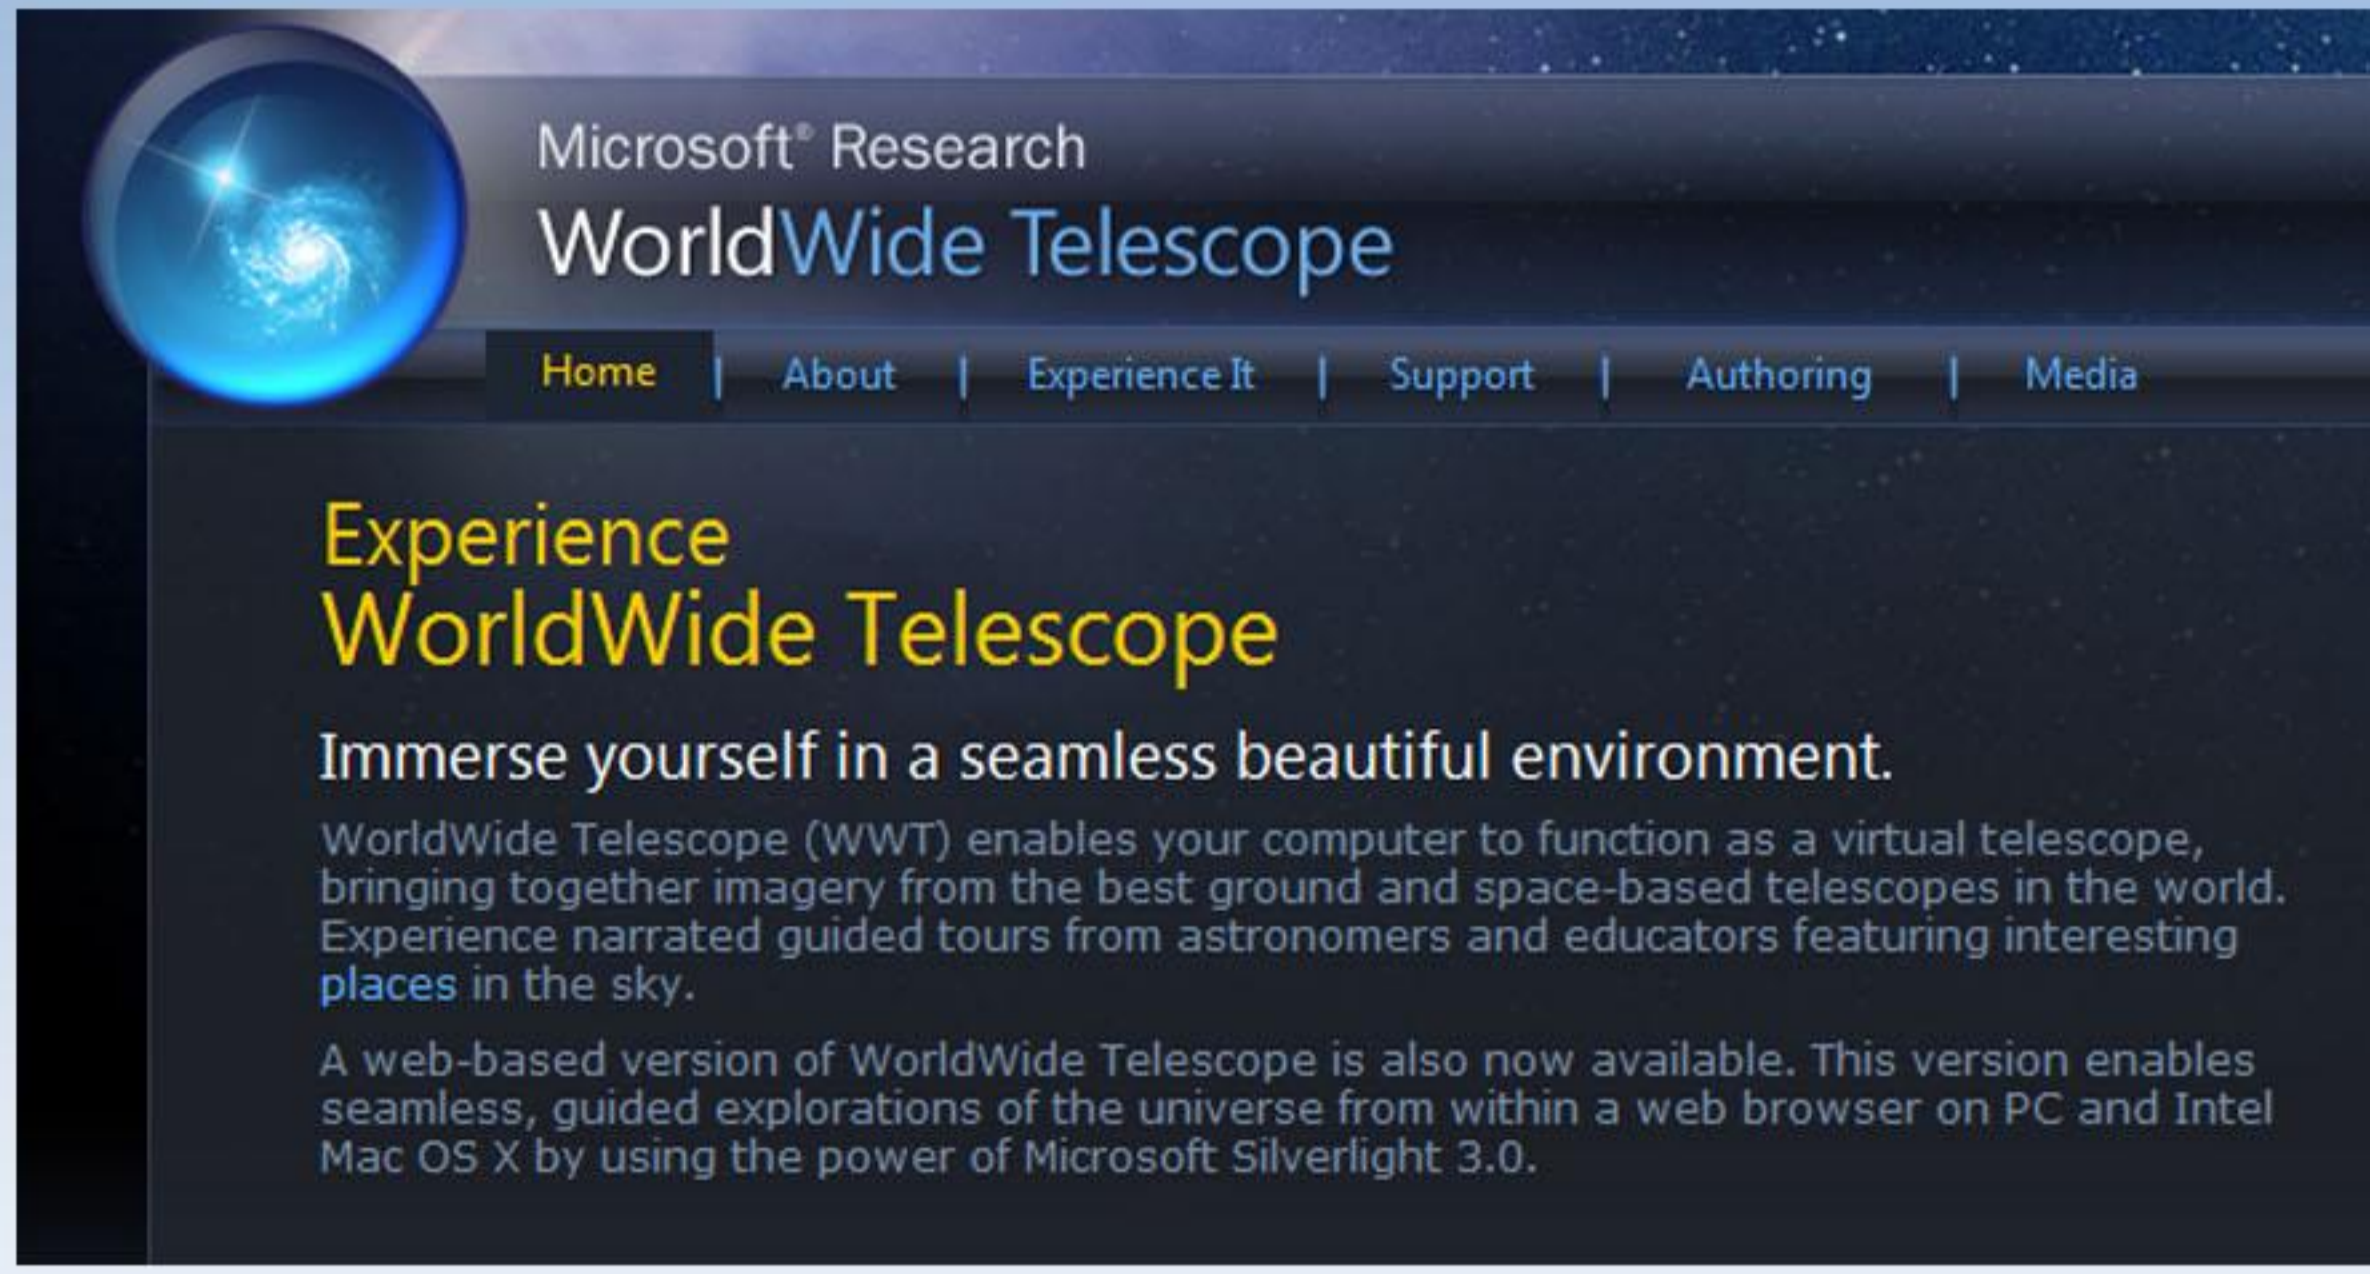 Microsoft® Research
WorldWide Telescope
Home | About | Experience It | Support | Authoring | Media
Experience
WorldWide Telescope
Immerse yourself in a seamless beautiful environment.
WorldWide Telescope (WWT) enables your computer to function as a virtual telescope,
bringing together imagery from the best ground and space-based telescopes in the world.
Experience narrated guided tours from astronomers and educators featuring interesting
places in the sky.
A web-based version of WorldWide Telescope is also now available. This version enables
seamless, guided explorations of the universe from within a web browser on PC and Intel
Mac OS X by using the power of Microsoft Silverlight 3.0.